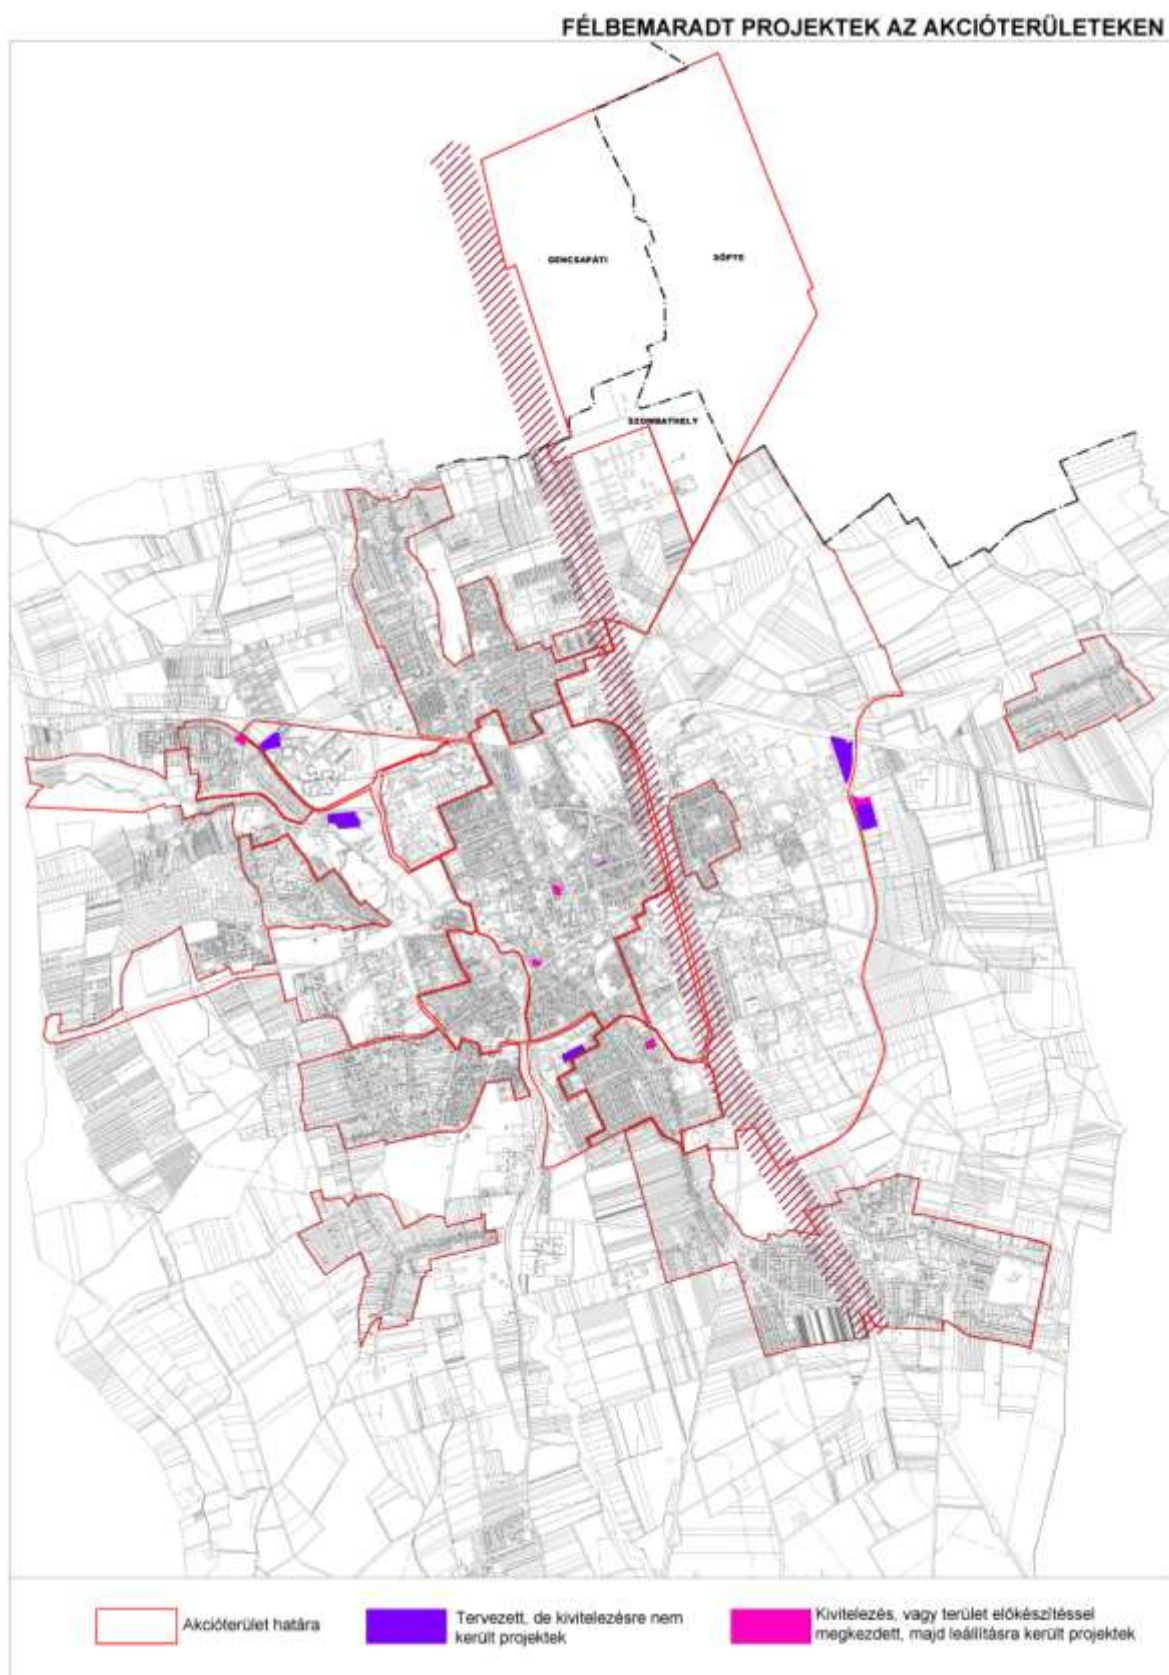 FÉLBEMARADT PROJEKTEK AZ AKCIÓTERÜLETEKEN
GENCSAPÁTI
SÖPTE
SZOMBATHELY
Akcióterület határa
Tervezett, de kivitelezésre nem
került projektek
Kivitelezés, vagy terület előkészítéssel
megkezdett, majd leállításra került projektek